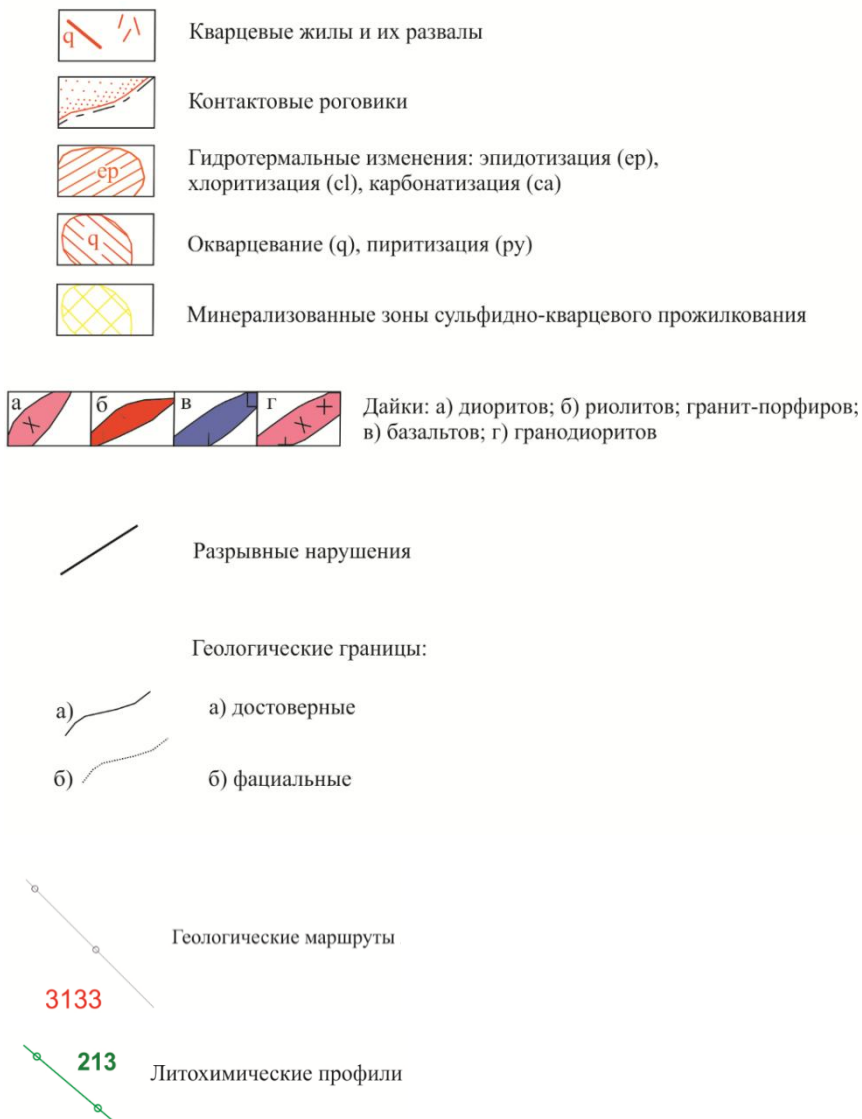 q
Кварцевые жилы и их развалы
Контактовые роговики
ep
Гидротермальные изменения: эпидотизация (ep),
хлоритизация (cl), карбонатизация (ca)
q
Окварцевание (q), пиритизация (py)
Минерализованные зоны сульфидно-кварцевого прожилкования
а б в г
Дайки: а) диоритов; б) риолитов; гранит-порфиров;
в) базальтов; г) гранодиоритов
Разрывные нарушения
Геологические границы:
а) а) достоверные
б) б) фациальные
Геологические маршруты
3133
213
Литохимические профили